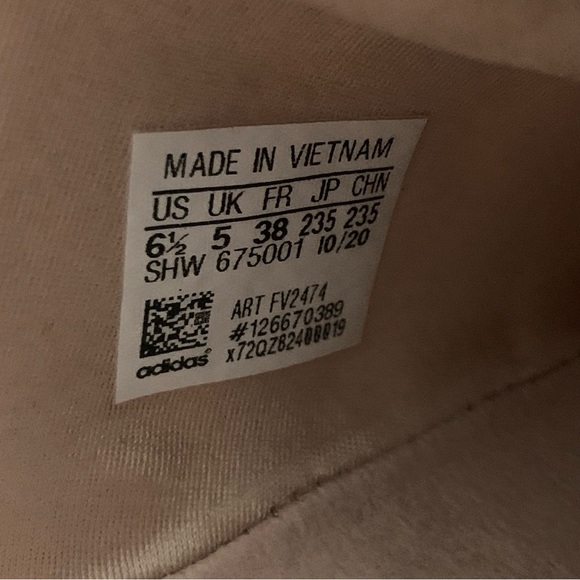 MADE IN VIETNAM
US UK FR JP CHN
6½ 5 38 235 235
SHW 675001 10/20
ART FV2474
#126670389
adidas